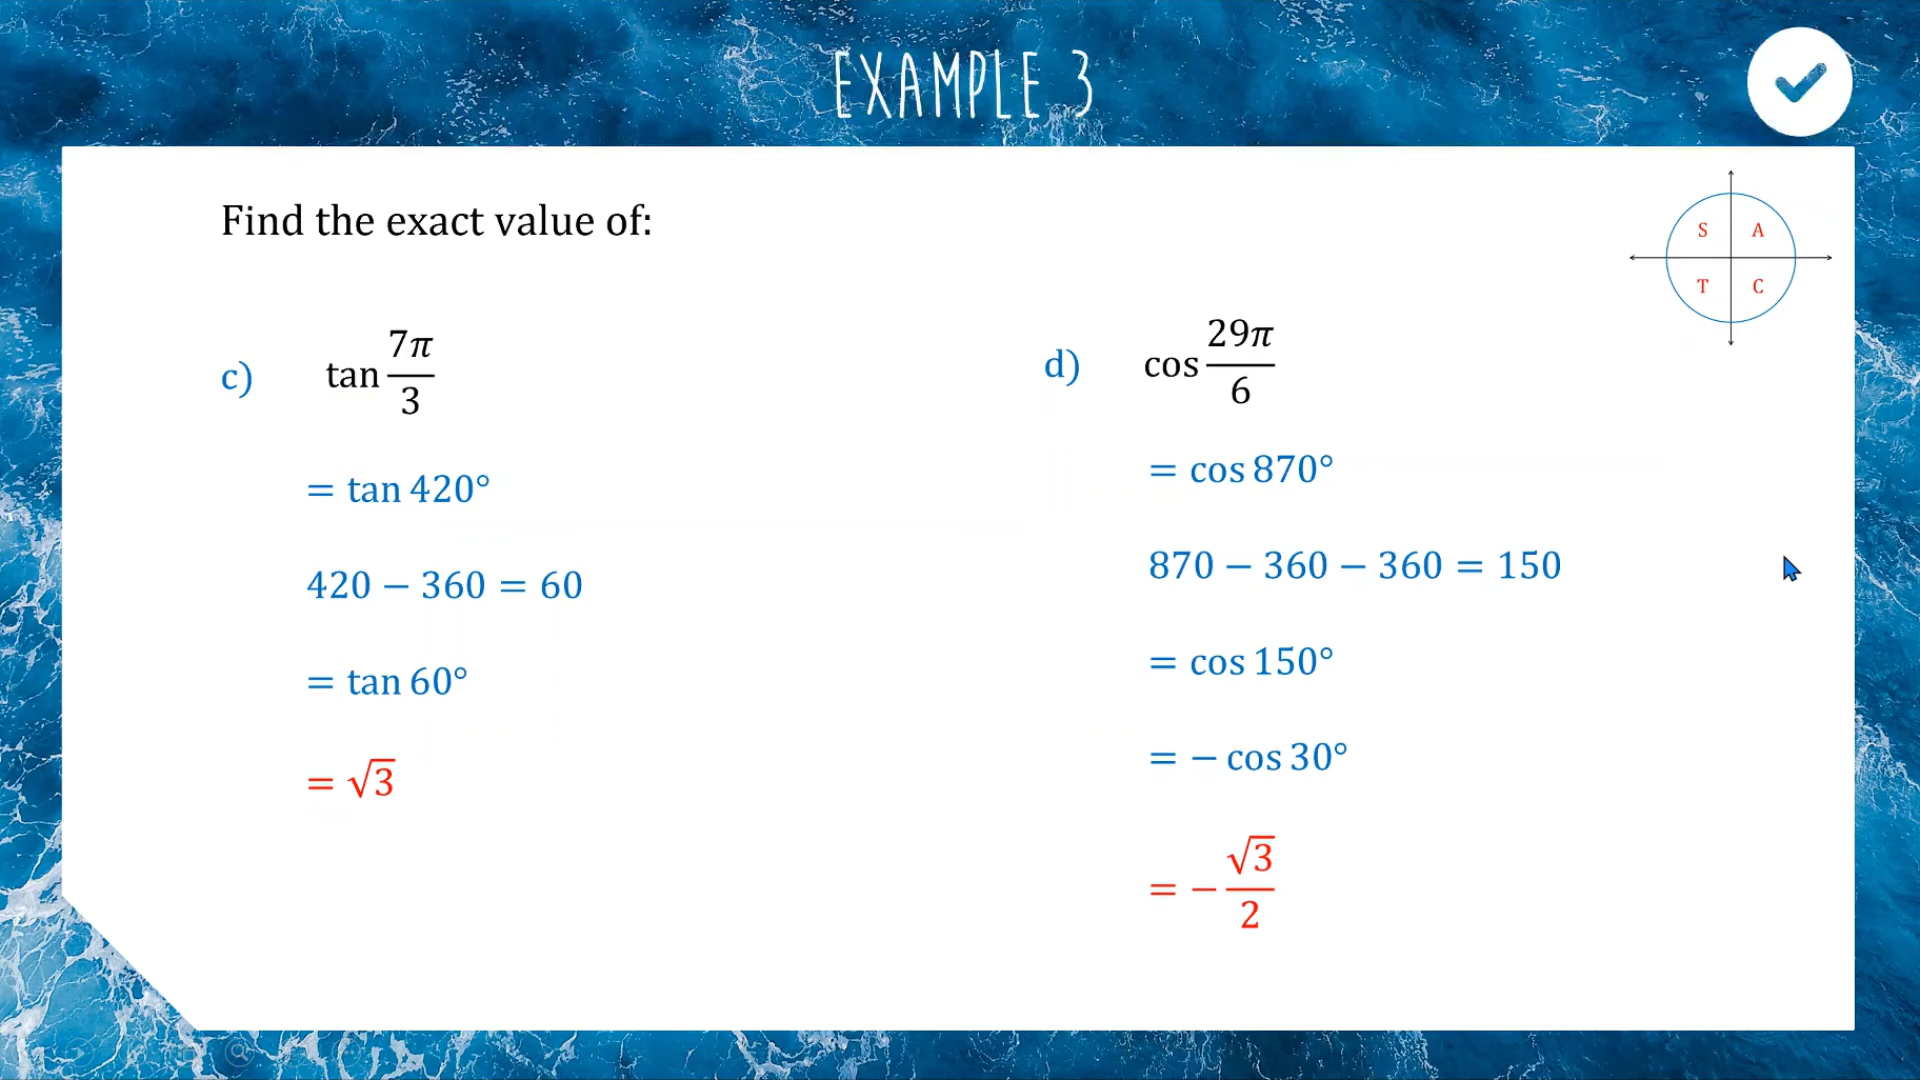 EXAMPLE 3
Find the exact value of:
S A
T C
c) tan 7π/3
= tan 420°
420 − 360 = 60
= tan 60°
= √3
d) cos 29π/6
= cos 870°
870 − 360 − 360 = 150
= cos 150°
= − cos 30°
= − √3/2